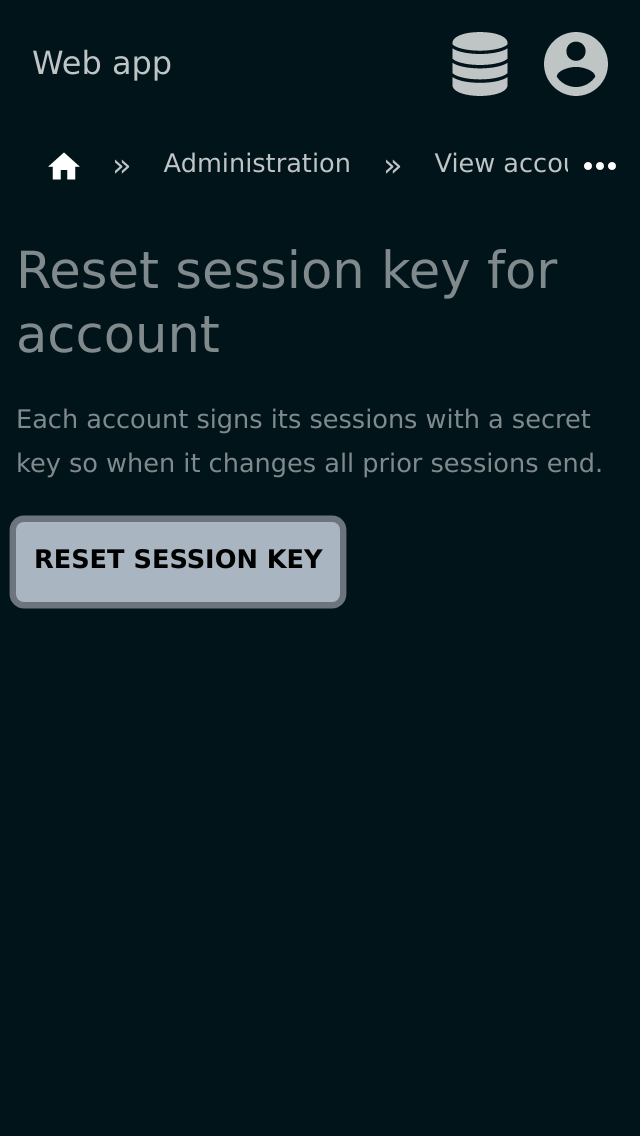 Web app
» Administration » View accou
Reset session key for
account
Each account signs its sessions with a secret
key so when it changes all prior sessions end.
RESET SESSION KEY